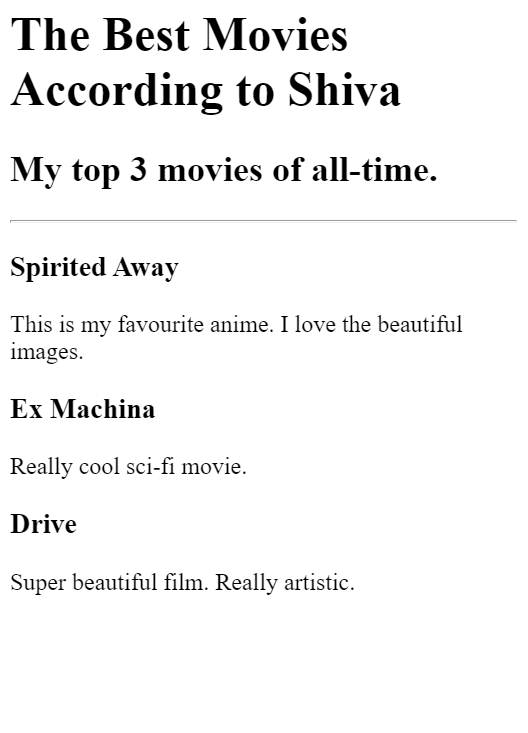 The Best Movies
According to Shiva
My top 3 movies of all-time.
Spirited Away
This is my favourite anime. I love the beautiful
images.
Ex Machina
Really cool sci-fi movie.
Drive
Super beautiful film. Really artistic.